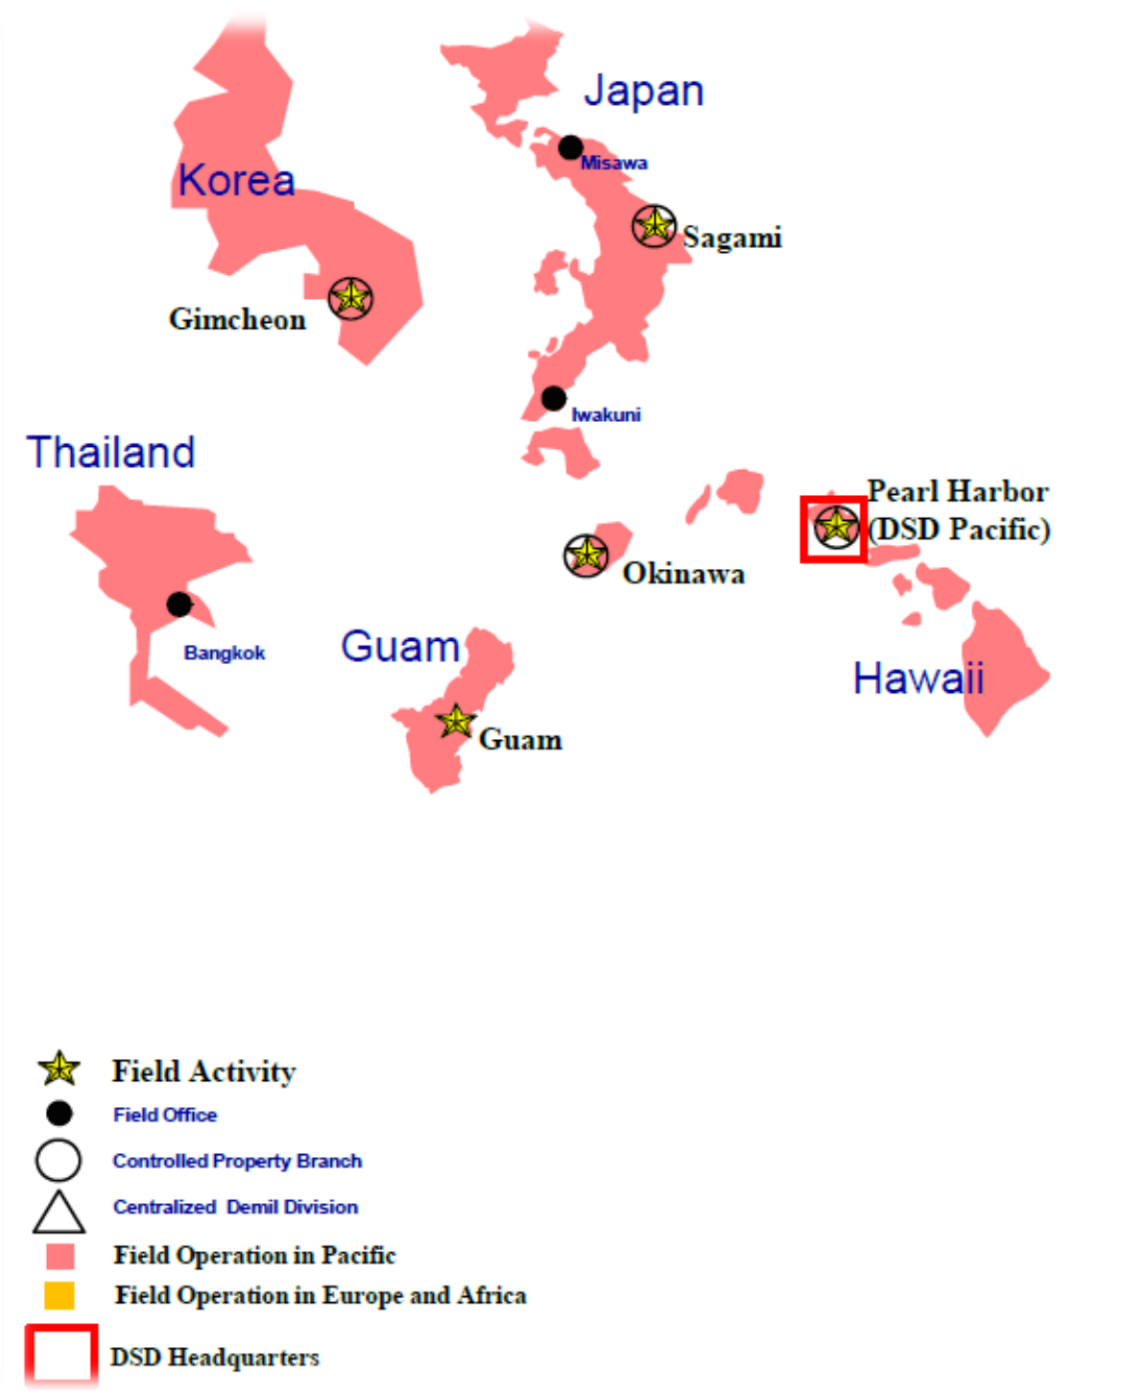 Japan
Misawa
Korea
Sagami
Gimcheon
Iwakuni
Thailand
Pearl Harbor
(DSD Pacific)
Okinawa
Bangkok
Guam
Hawaii
Guam
Field Activity
Field Office
Controlled Property Branch
Centralized Demil Division
Field Operation in Pacific
Field Operation in Europe and Africa
DSD Headquarters